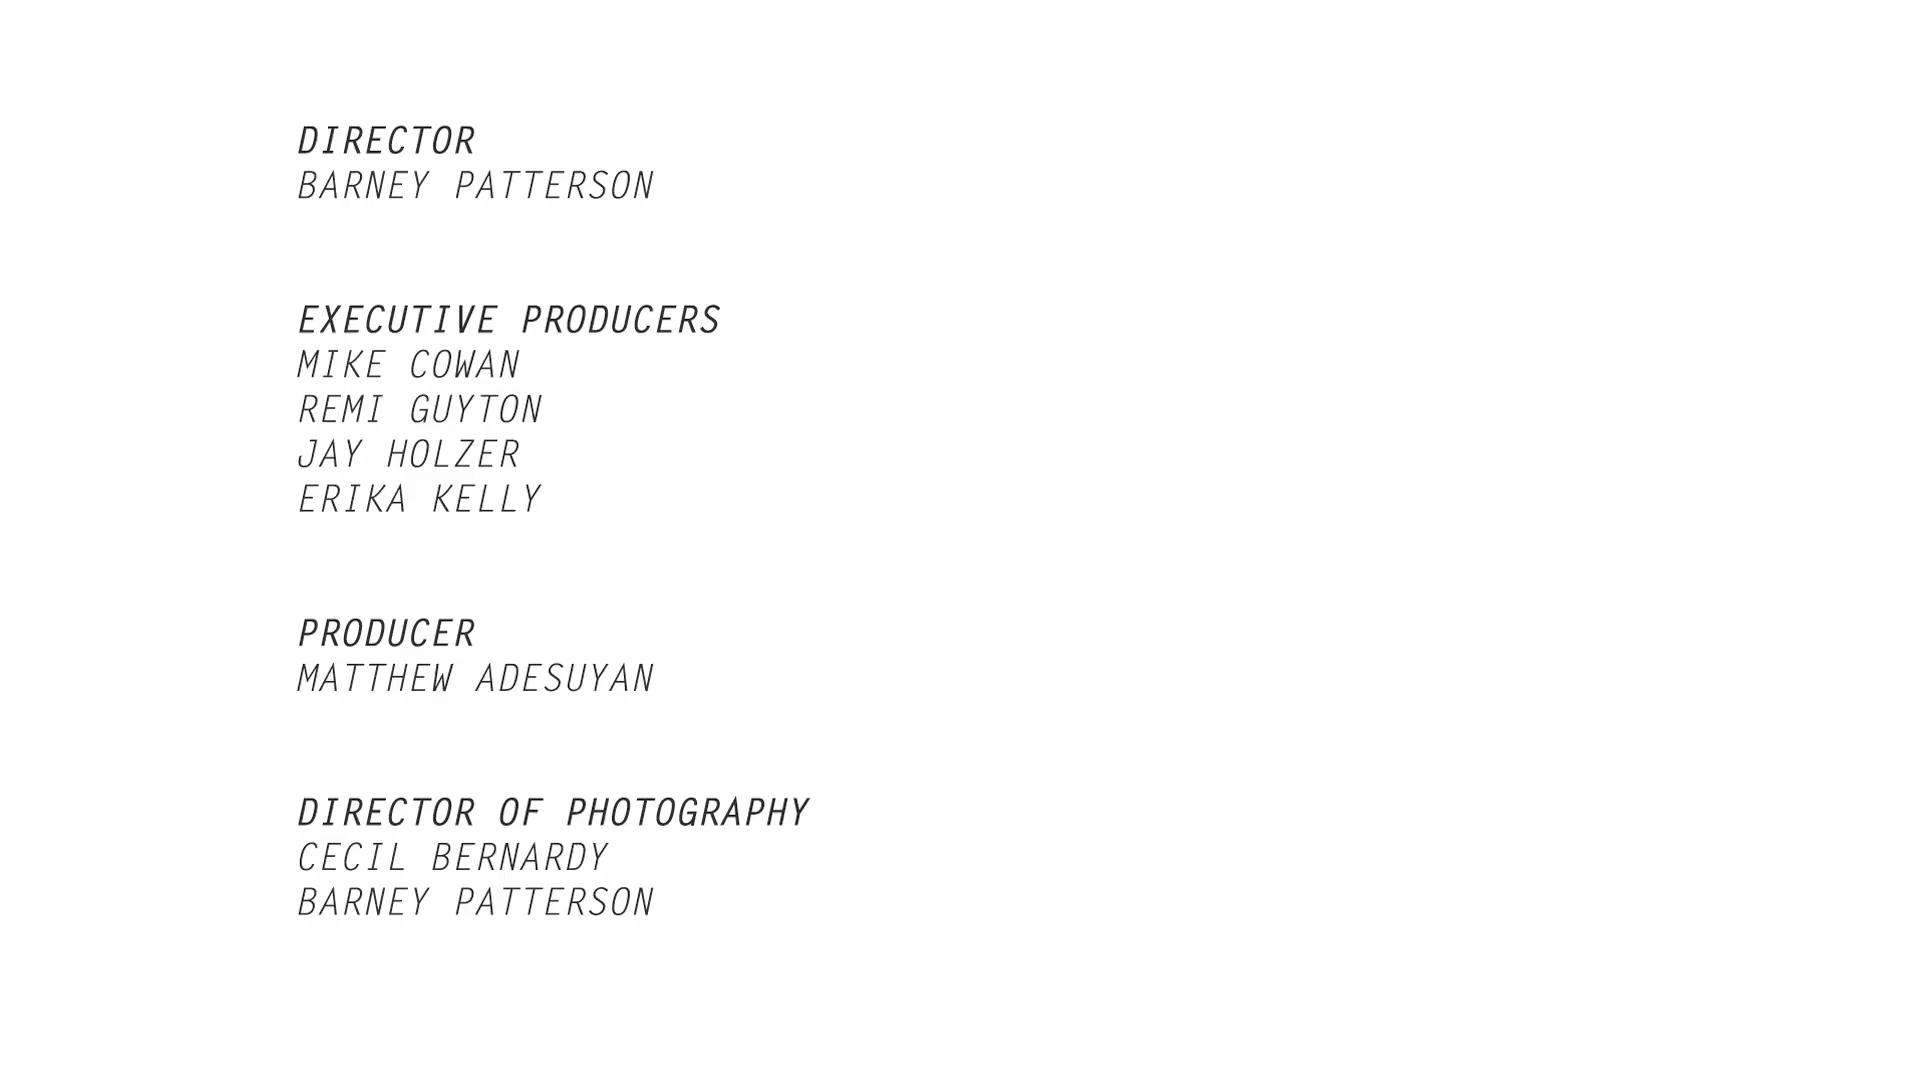 DIRECTOR
BARNEY PATTERSON
EXECUTIVE PRODUCERS
MIKE COWAN
REMI GUYTON
JAY HOLZER
ERIKA KELLY
PRODUCER
MATTHEW ADESUYAN
DIRECTOR OF PHOTOGRAPHY
CECIL BERNARDY
BARNEY PATTERSON